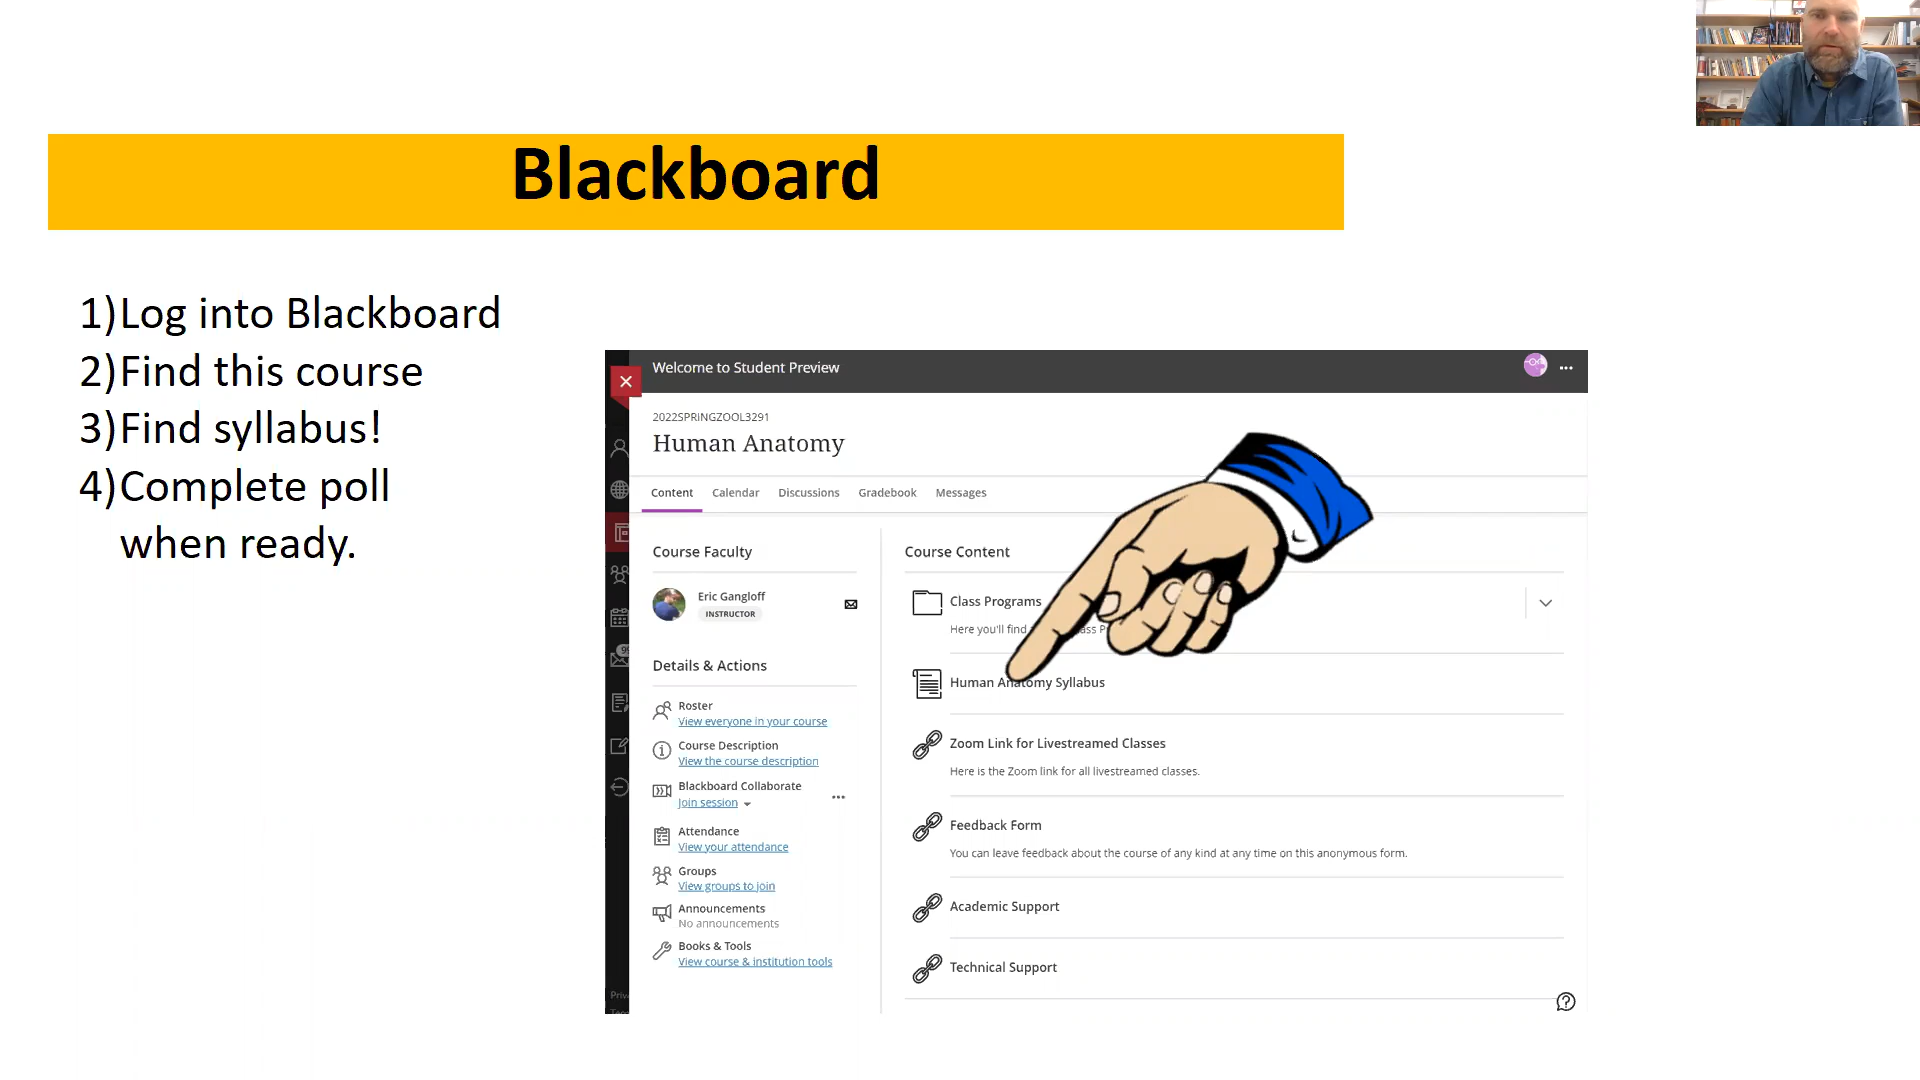 Blackboard
1)Log into Blackboard
2)Find this course
3)Find syllabus!
4)Complete poll
when ready.
Welcome to Student Preview
2022SPRINGZOOL3291
Human Anatomy
Content Calendar Discussions Gradebook Messages
Course Faculty
Eric Gangloff
INSTRUCTOR
Details & Actions
Roster
View everyone in your course
Course Description
View the course description
Blackboard Collaborate
Join session
Attendance
View your attendance
Groups
View groups to join
Announcements
No announcements
Books & Tools
View course & institution tools
Course Content
Class Programs
Here you'll find
Human Anatomy Syllabus
Zoom Link for Livestreamed Classes
Here is the Zoom link for all livestreamed classes.
Feedback Form
You can leave feedback about the course of any kind at any time on this anonymous form.
Academic Support
Technical Support